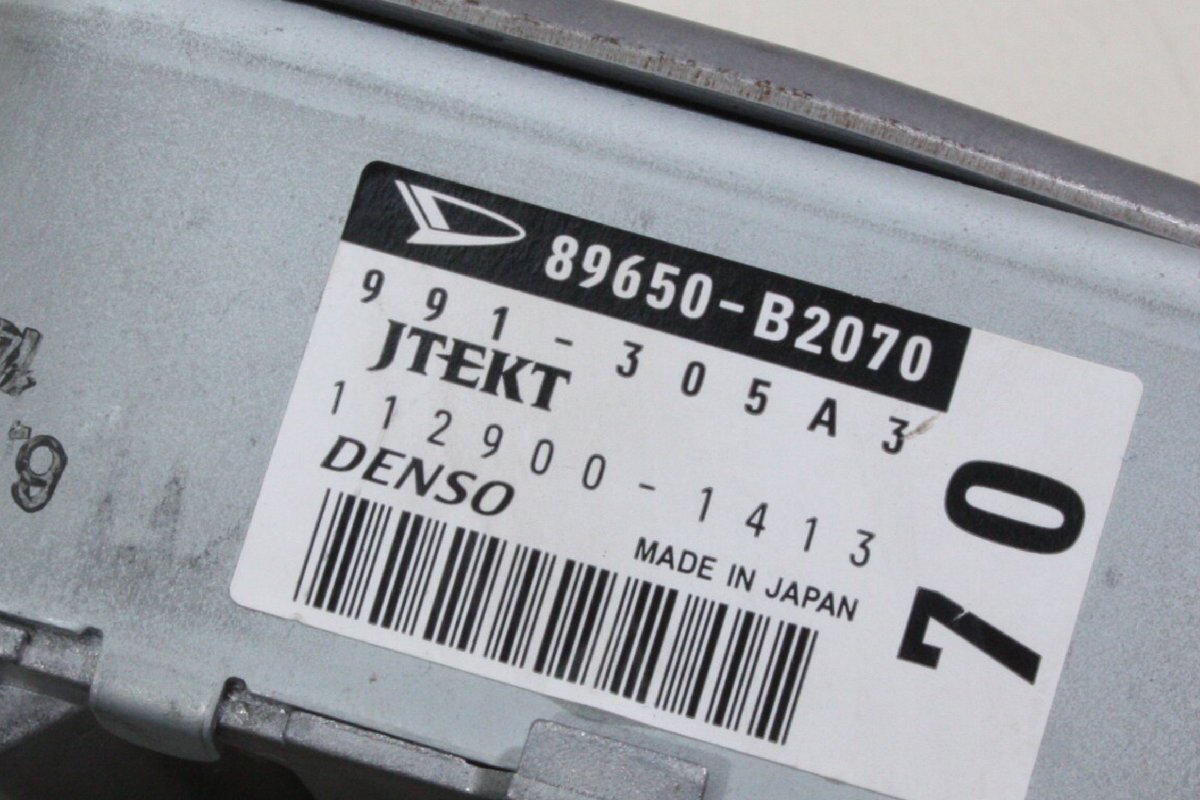 89650-B2070
991-305A3
JTEKT
112900-1413
DENSO
MADE IN JAPAN
70